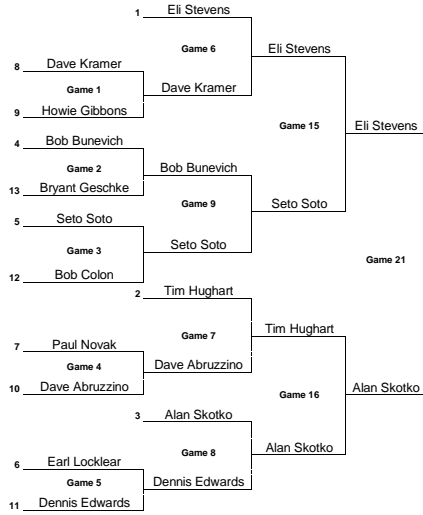 1 Eli Stevens
Game 6 Eli Stevens
8 Dave Kramer
Game 1 Dave Kramer
9 Howie Gibbons
Game 15 Eli Stevens
4 Bob Bunevich
Game 2 Bob Bunevich
13 Bryant Geschke
Game 9 Seto Soto
5 Seto Soto
Game 3 Seto Soto
12 Bob Colon
Game 21
2 Tim Hughart
Game 7 Tim Hughart
7 Paul Novak
Game 4 Dave Abruzzino
10 Dave Abruzzino
Game 16 Alan Skotko
3 Alan Skotko
Game 8 Alan Skotko
6 Earl Locklear
Game 5 Dennis Edwards
11 Dennis Edwards